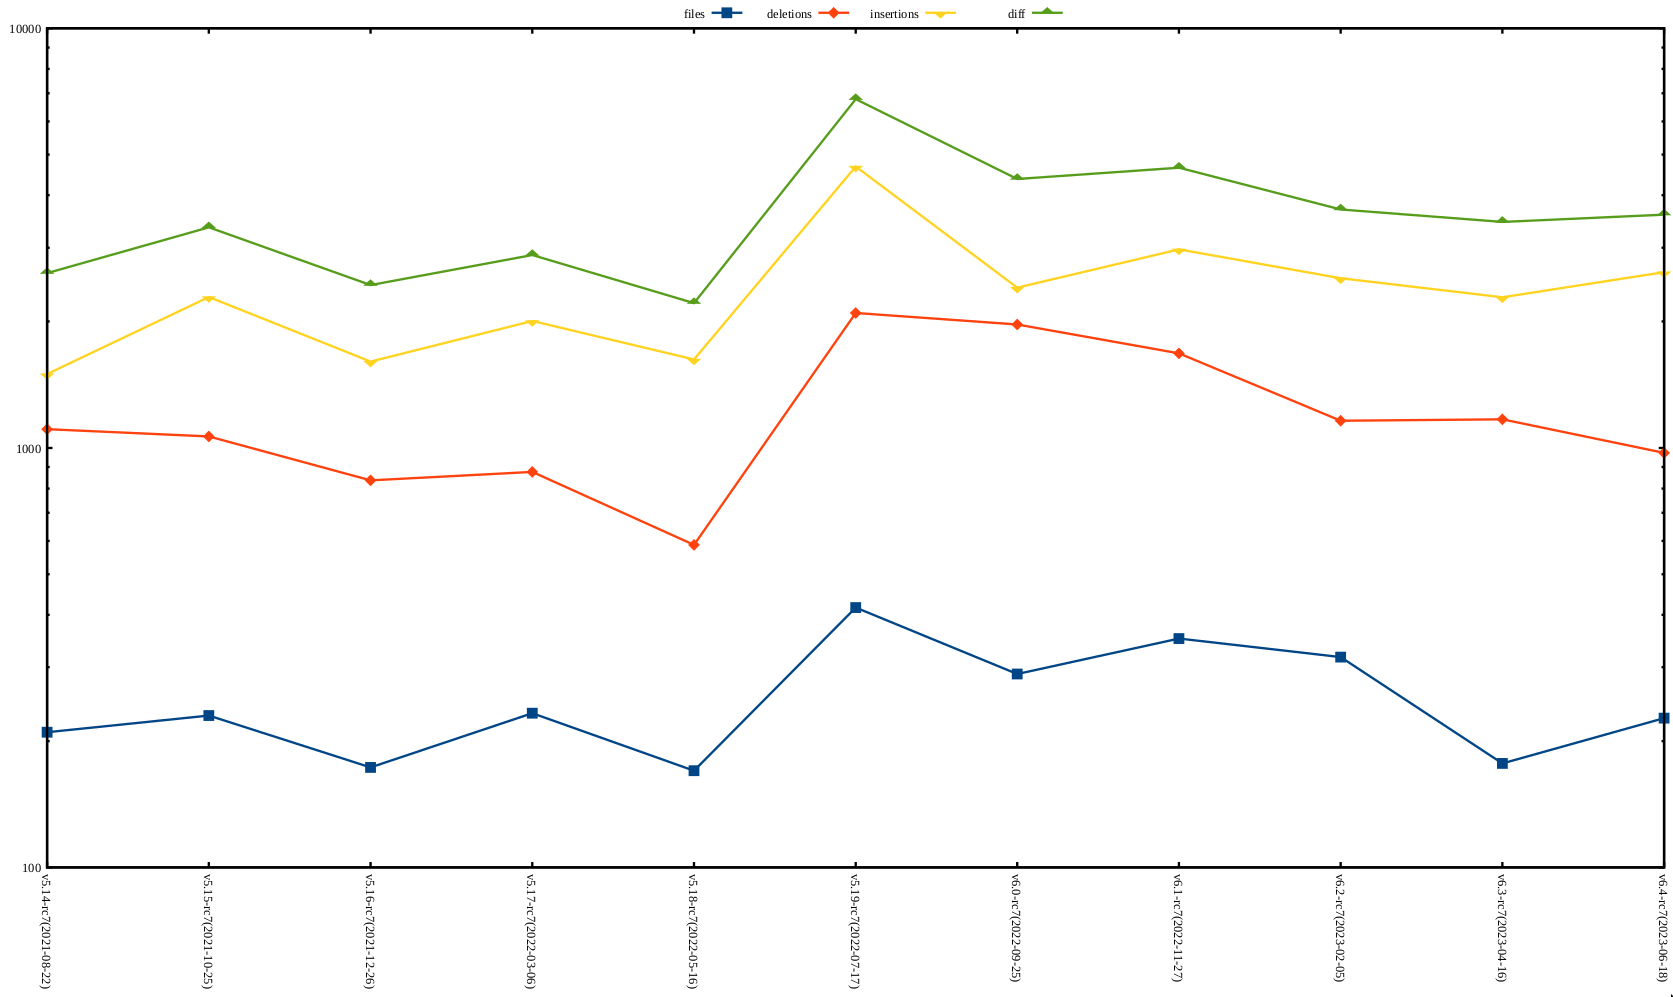 files deletions insertions diff
10000
1000
100
v5.14-rc7(2021-08-22)
v5.15-rc7(2021-10-25)
v5.16-rc7(2021-12-26)
v5.17-rc7(2022-03-06)
v5.18-rc7(2022-05-16)
v5.19-rc7(2022-07-17)
v6.0-rc7(2022-09-25)
v6.1-rc7(2022-11-27)
v6.2-rc7(2023-02-05)
v6.3-rc7(2023-04-16)
v6.4-rc7(2023-06-18)